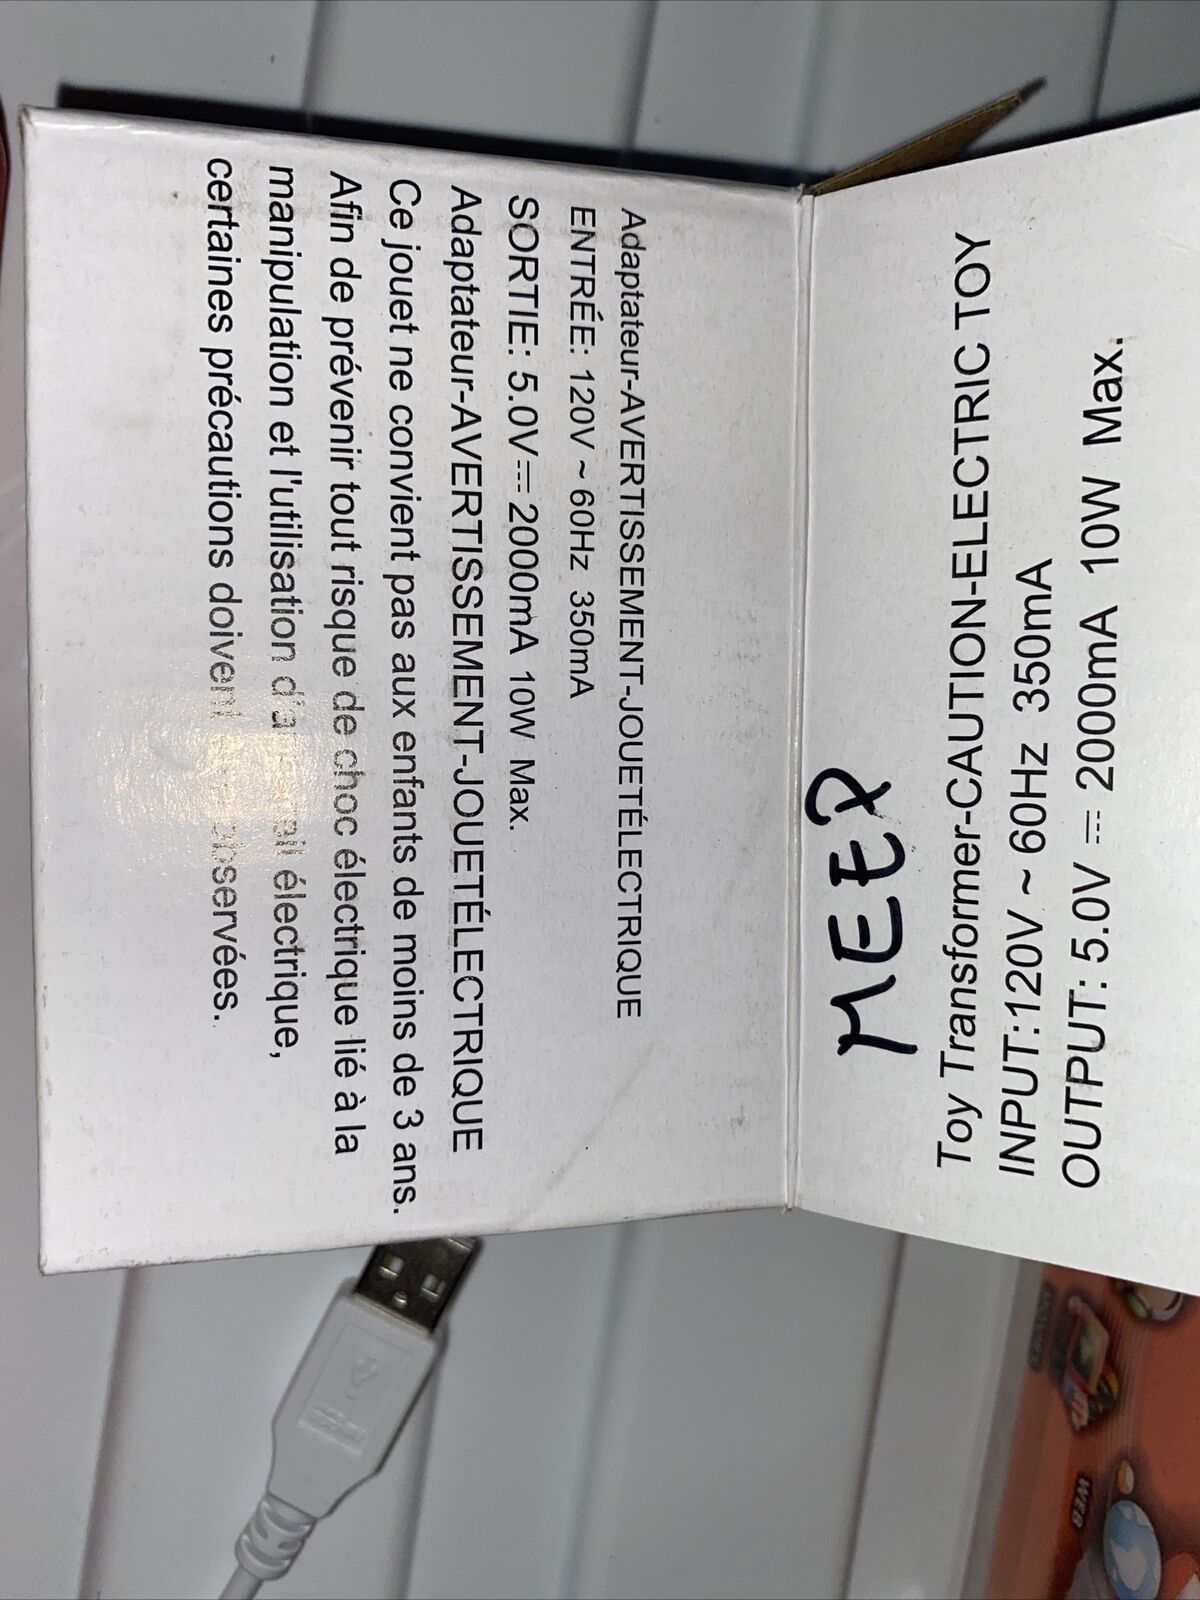 Adaptateur-AVERTISSEMENT-JOUETÉLECTRIQUE
ENTRÉE: 120V ~ 60Hz 350mA
SORTIE: 5.0V⎓ 2000mA 10W Max.
Adaptateur-AVERTISSEMENT-JOUETÉLECTRIQUE
Ce jouet ne convient pas aux enfants de moins de 3 ans.
Afin de prévenir tout risque de choc électrique lié à la
manipulation et l'utilisation d'appareil électrique,
certaines précautions doivent être observées.
MEEP
Toy Transformer-CAUTION-ELECTRIC TOY
INPUT:120V ~ 60Hz 350mA
OUTPUT: 5.0V ⎓ 2000mA 10W Max.
WEB